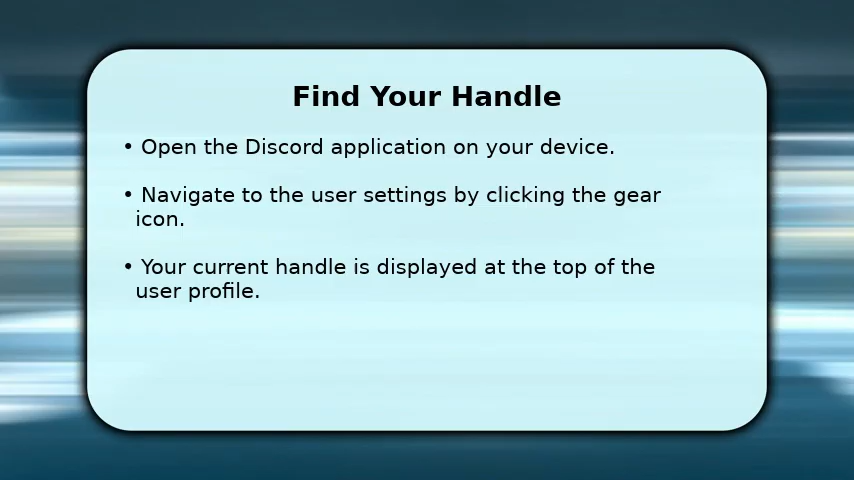 Find Your Handle
• Open the Discord application on your device.
• Navigate to the user settings by clicking the gear
icon.
• Your current handle is displayed at the top of the
user profile.